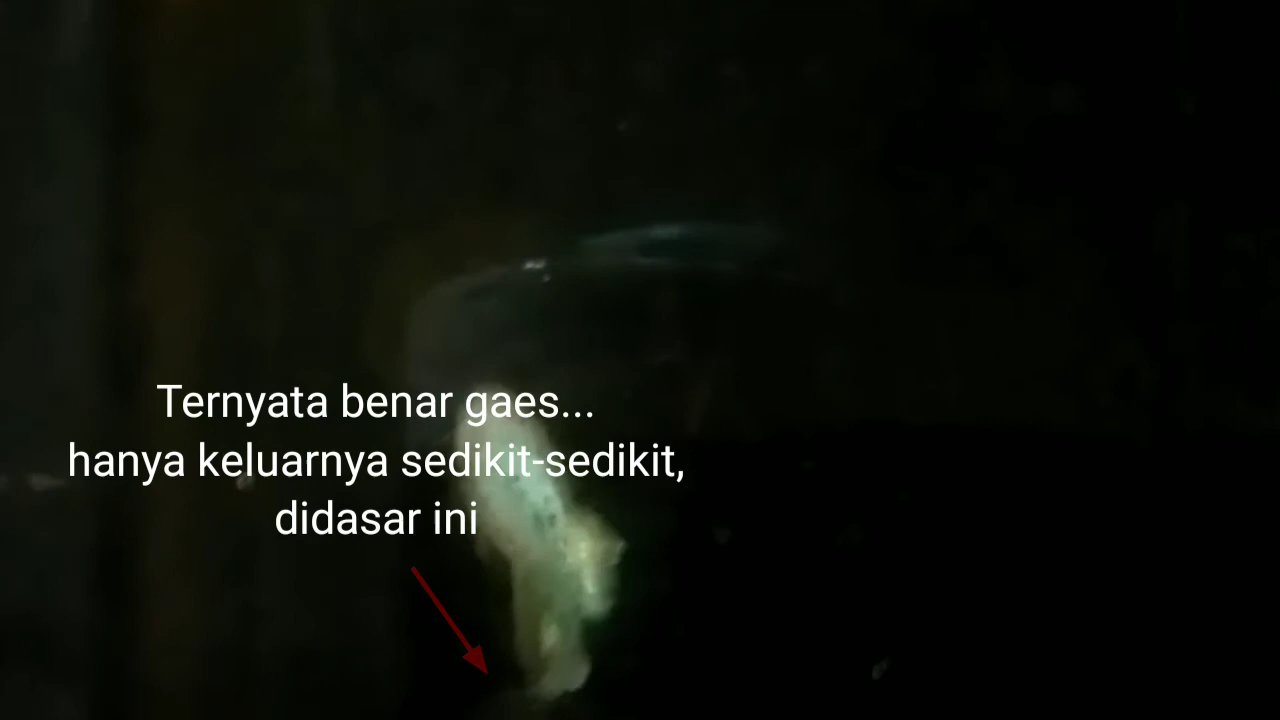 Ternyata benar gaes...
hanya keluarnya sedikit-sedikit,
didasar ini